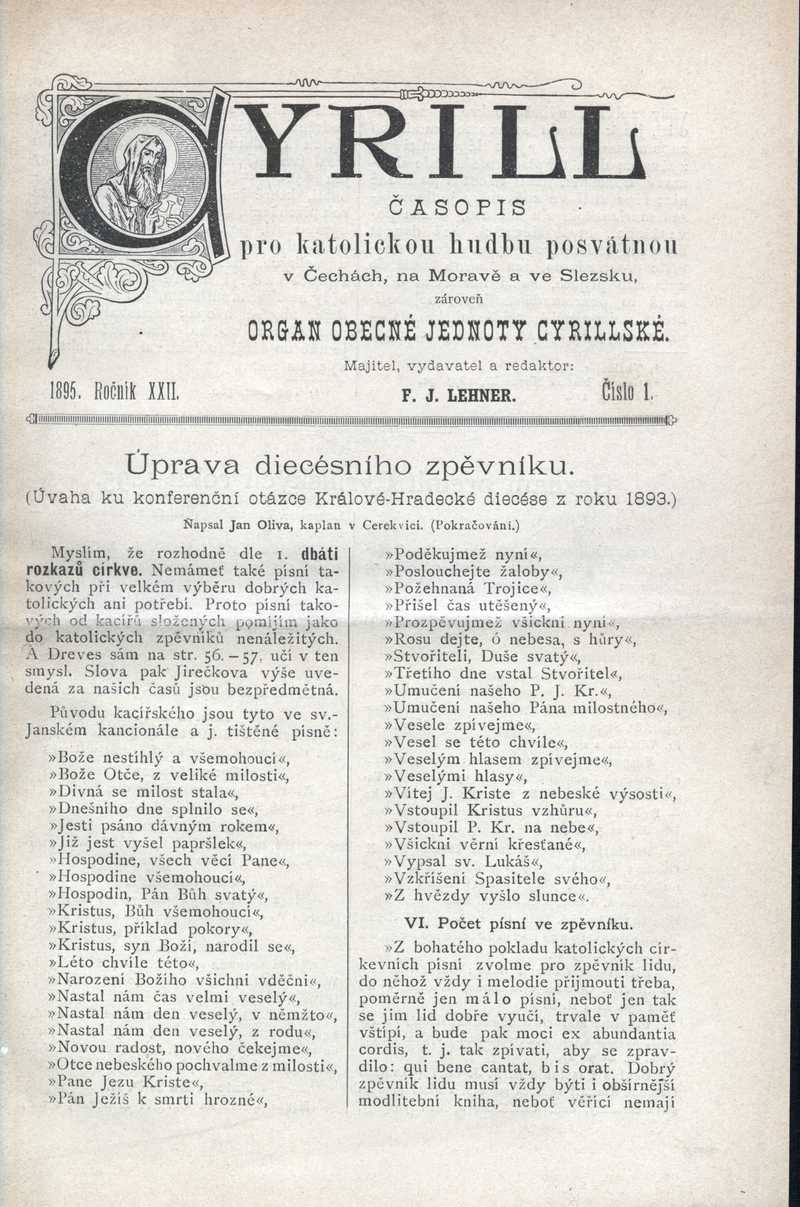 CYRILL
ČASOPIS
pro katolickou hudbu posvátnou
v Čechách, na Moravě a ve Slezsku,
zároveň
ORGAN OBECNÉ JEDNOTY CYRILLSKÉ.
Majitel, vydavatel a redaktor:
1895. Ročník XXII.
F. J. LEHNER.
Číslo 1.
Úprava diecésního zpěvníku.
(Úvaha ku konferenční otázce Králové-Hradecké diecése z roku 1893.)
Napsal Jan Oliva, kaplan v Cerekvici. (Pokračování.)
Myslím, že rozhodně dle 1. dbáti
rozkazů církve. Nemámeť také písní ta-
kových při velkém výběru dobrých ka-
tolických ani potřebí. Proto písní tako-
vých od kacířů složených pomíjím jako
do katolických zpěvníků nenáležitých.
A Dreves sám na str. 56. – 57. učí v ten
smysl. Slova pak Jirečkova výše uve-
dená za našich časů jsou bezpředmětná.
Původu kacířského jsou tyto ve sv.-
Janském kancionále a j. tištěné písně:
»Bože nestihlý a všemohoucí«,
»Bože Otče, z veliké milosti«,
»Divná se milost stala«,
»Dnešního dne splnilo se«,
»Jesti psáno dávným rokem«,
»Již jest vyšel papršlek«,
»Hospodine, všech věcí Pane«,
»Hospodine všemohoucí«,
»Hospodin, Pán Bůh svatý«,
»Kristus, Bůh všemohoucí«,
»Kristus, příklad pokory«,
»Kristus, syn Boží, narodil se«,
»Léto chvíle této«,
»Narození Božího všichni vděčni«,
»Nastal nám čas velmi veselý«,
»Nastal nám den veselý, v němžto«,
»Nastal nám den veselý, z rodu«,
»Novou radost, nového čekejme«,
»Otce nebeského pochvalme z milosti«,
»Pane Jezu Kriste«,
»Pán Ježíš k smrti hrozné«,
»Poděkujmež nyní«,
»Poslouchejte žaloby«,
»Požehnaná Trojice«,
»Přišel čas utěšený«,
»Prozpěvujmež všickni nyní«,
»Rosu dejte, ó nebesa, s hůry«,
»Stvořiteli, Duše svatý«,
»Třetího dne vstal Stvořitel«,
»Umučení našeho P. J. Kr.«,
»Umučení našeho Pána milostného«,
»Vesele zpívejme«,
»Vesel se této chvíle«,
»Veselým hlasem zpívejme«,
»Veselými hlasy«,
»Vítej J. Kriste z nebeské výsosti«,
»Vstoupil Kristus vzhůru«,
»Vstoupil P. Kr. na nebe«,
»Všickni věrní křesťané«,
»Vypsal sv. Lukáš«,
»Vzkříšení Spasitele svého«,
»Z hvězdy vyšlo slunce«.
VI. Počet písní ve zpěvníku.
»Z bohatého pokladu katolických cír-
kevních písní zvolme pro zpěvník lidu,
do něhož vždy i melodie přijmouti třeba,
poměrně jen málo písní, neboť jen tak
se jim lid dobře vyučí, trvale v paměť
vštípí, a bude pak moci ex abundantia
cordis, t. j. tak zpívati, aby se zprav-
dilo: qui bene cantat, bis orat. Dobrý
zpěvník lidu musí vždy býti i obšírnější
modlitební kniha, neboť věřící nemají